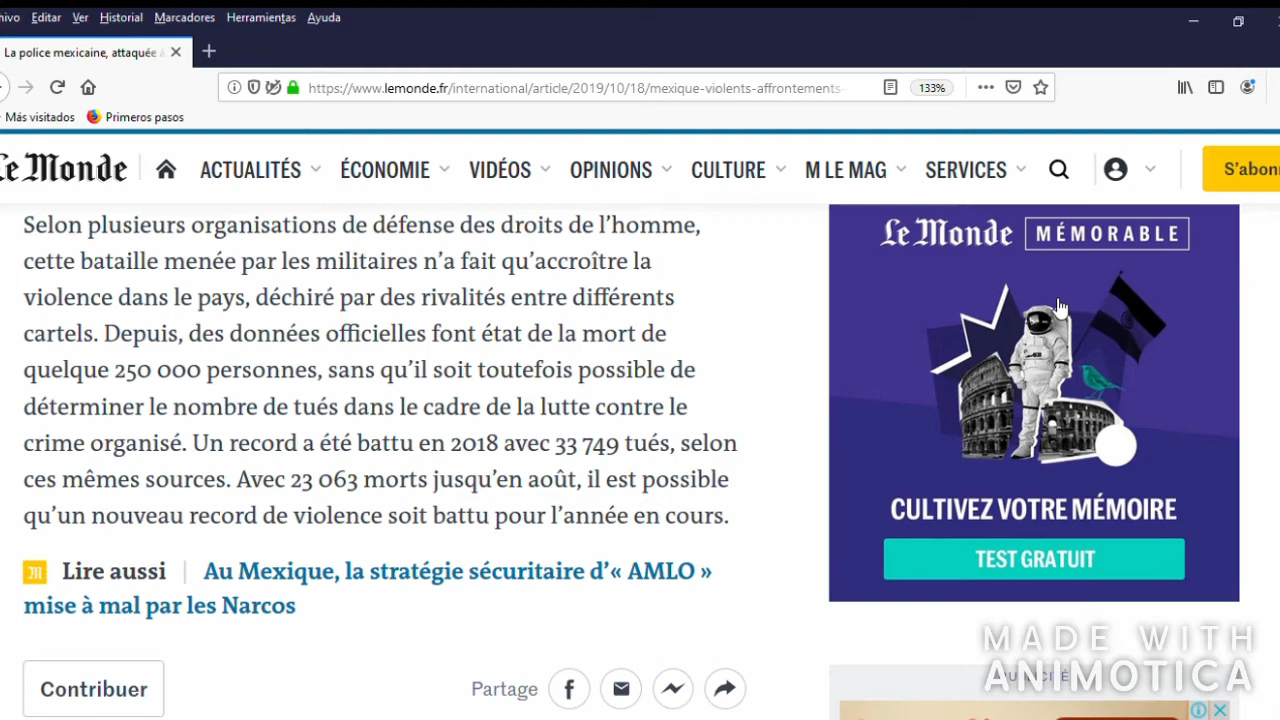 Editar Ver Historial Marcadores Herramientas Ayuda
La police mexicaine, attaquée
https://www.lemonde.fr/international/article/2019/10/18/mexique-violents-affrontements-
133%
Más visitados Primeros pasos
Le Monde ACTUALITÉS ÉCONOMIE VIDÉOS OPINIONS CULTURE M LE MAG SERVICES S'abon
Selon plusieurs organisations de défense des droits de l'homme,
cette bataille menée par les militaires n'a fait qu'accroître la
violence dans le pays, déchiré par des rivalités entre différents
cartels. Depuis, des données officielles font état de la mort de
quelque 250 000 personnes, sans qu'il soit toutefois possible de
déterminer le nombre de tués dans le cadre de la lutte contre le
crime organisé. Un record a été battu en 2018 avec 33 749 tués, selon
ces mêmes sources. Avec 23 063 morts jusqu'en août, il est possible
qu'un nouveau record de violence soit battu pour l'année en cours.
Lire aussi | Au Mexique, la stratégie sécuritaire d'« AMLO »
mise à mal par les Narcos
Contribuer
Partage
Le Monde MÉMORABLE
CULTIVEZ VOTRE MÉMOIRE
TEST GRATUIT
MADE WITH
ANIMOTICA